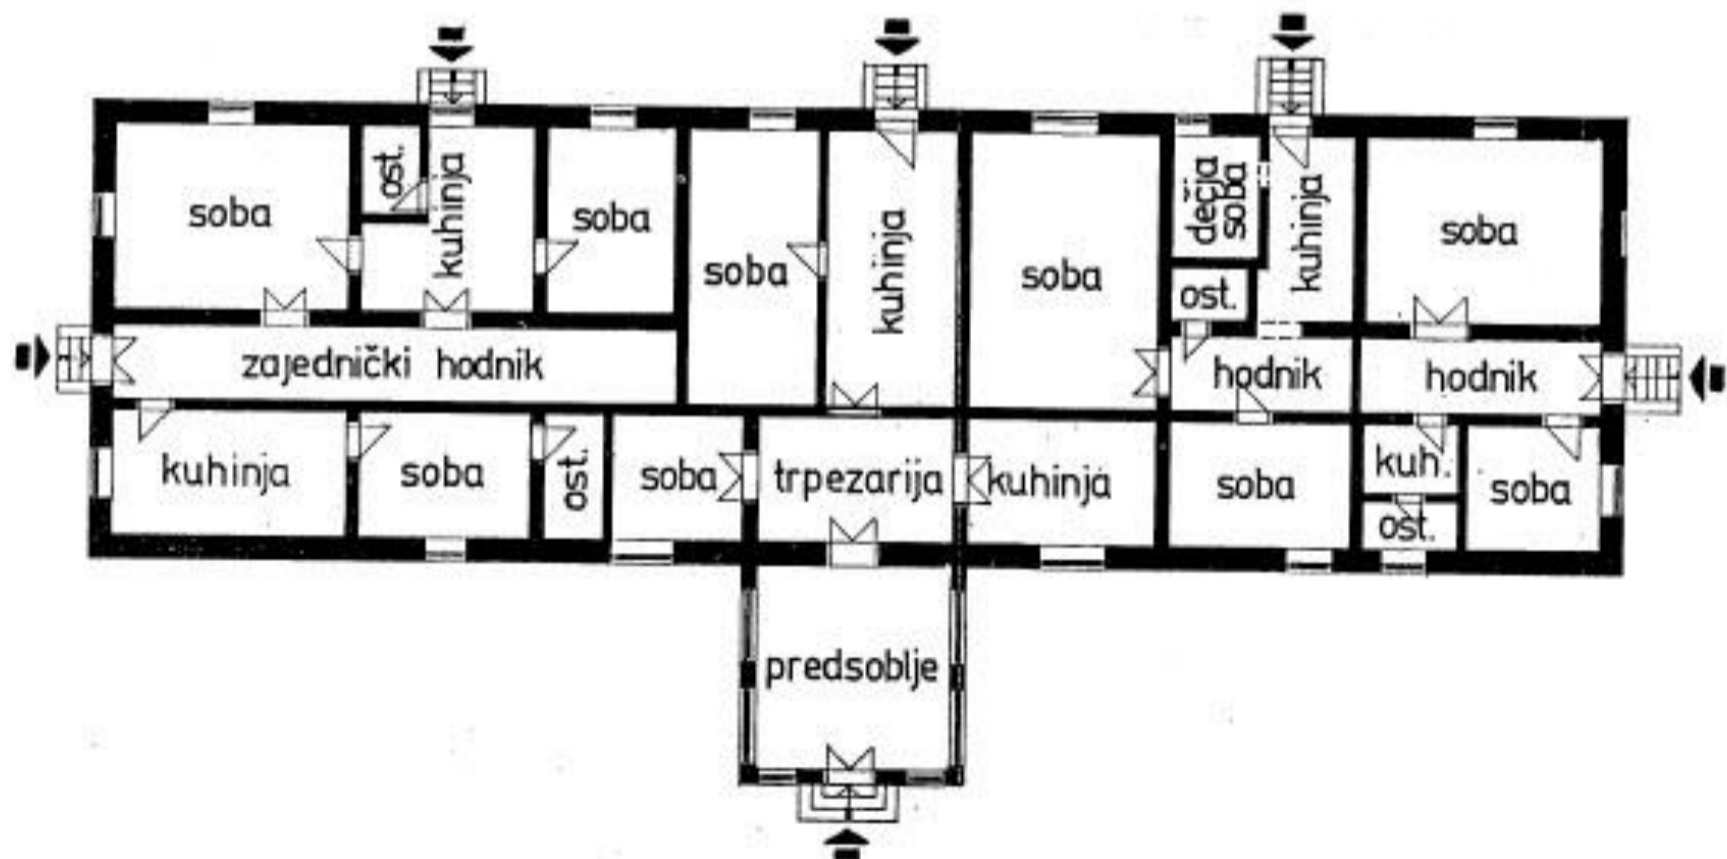 soba
ost.
kuhinja
soba
soba
kuhinja
soba
dečja
soba
ost.
kuhinja
soba
zajednički hodnik
hodnik
hodnik
kuhinja
soba
ost.
soba
trpezarija
kuhinja
soba
kuh.
ost.
soba
predsoblje